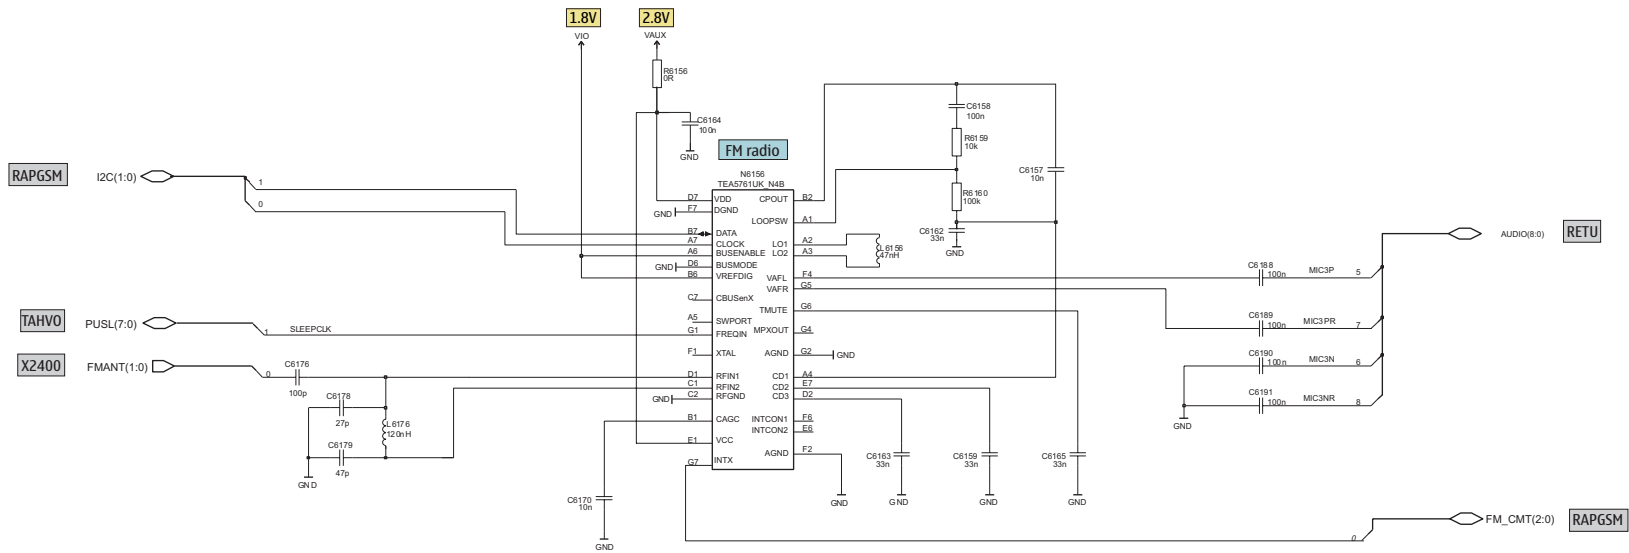 1.8V
2.8V
VIO
VAUX
R6156
0R
C6164
100n
GND
FM radio
N6156
TEA5761UK_N4B
C6158
100n
R6159
10k
C6157
10n
R6160
100k
C6162
33n
GND
RAPGSM
I2C(1:0)
1
0
D7
VDD
CPOUT
B2
GND
F7
DGND
LOOPSW
A1
B7
DATA
A7
CLOCK
LO1
A2
A6
BUSENABLE
LO2
A3
L6156
47nH
GND
D6
BUSMODE
B6
VREFDIG
VAFL
F4
VAFR
G5
C7
CBUSenX
TMUTE
G6
A5
SWPORT
MPXOUT
G4
G1
FREQIN
F1
XTAL
AGND
G2
GND
D1
RFIN1
CD1
A4
C1
RFIN2
CD2
E7
GND
C2
RFGND
CD3
D2
B1
CAGC
INTCON1
F6
INTCON2
E6
E1
VCC
AGND
F2
G7
INTX
TAHVO
PUSL(7:0)
1
SLEEPCLK
X2400
FMANT(1:0)
0
C6176
100p
C6178
27p
L6176
120nH
C6179
47p
GND
C6170
10n
GND
GND
C6163
33n
GND
C6159
33n
GND
C6165
33n
GND
AUDIO(8:0)
RETU
C6188
100n
MIC3P
5
C6189
100n
MIC3PR
7
C6190
100n
MIC3N
6
C6191
100n
MIC3NR
8
GND
0
FM_CMT(2:0)
RAPGSM